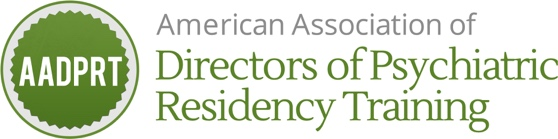 AADPRT
American Association of
Directors of Psychiatric
Residency Training